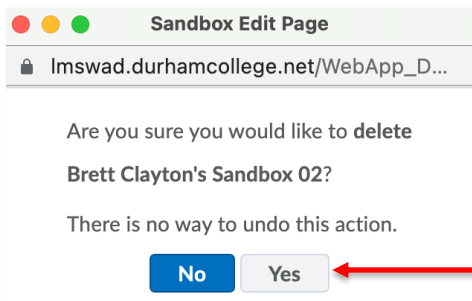 Sandbox Edit Page
lmswad.durhamcollege.net/WebApp_D...
Are you sure you would like to delete
Brett Clayton's Sandbox 02?
There is no way to undo this action.
No Yes